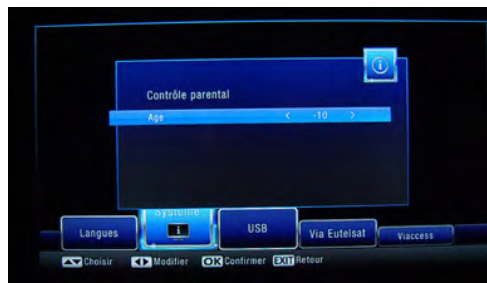 Contrôle parental
Age < -10 >
Système
Langues USB Via Eutelsat Viaccess
Choisir Modifier OK Confirmer EXIT Retour